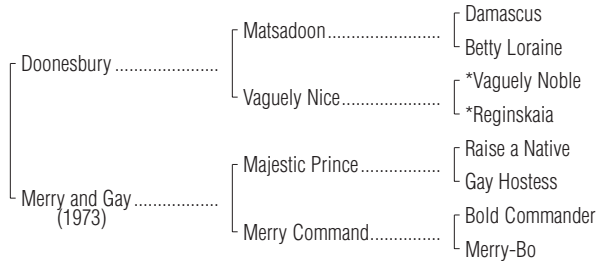 Damascus
Matsadoon........................
Betty Loraine
Doonesbury ......................
*Vaguely Noble
Vaguely Nice.....................
*Reginskaia
Raise a Native
Majestic Prince .................
Gay Hostess
Merry and Gay ..................
(1973)
Bold Commander
Merry Command...............
Merry-Bo